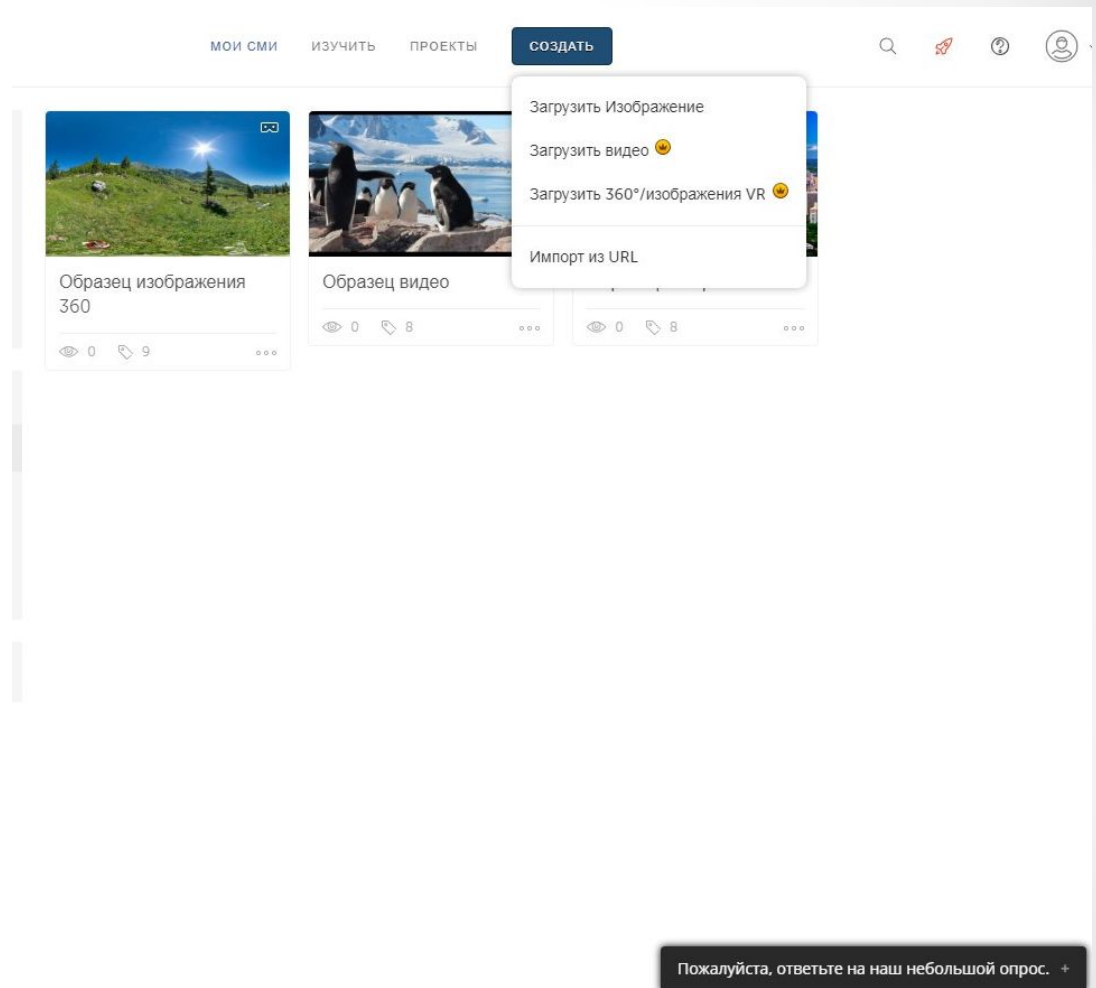 МОИ СМИ ИЗУЧИТЬ ПРОЕКТЫ СОЗДАТЬ
Загрузить Изображение
Загрузить видео
Загрузить 360°/изображения VR
Импорт из URL
Образец изображения
360
0 9
Образец видео
0 8
0 8
Пожалуйста, ответьте на наш небольшой опрос. +